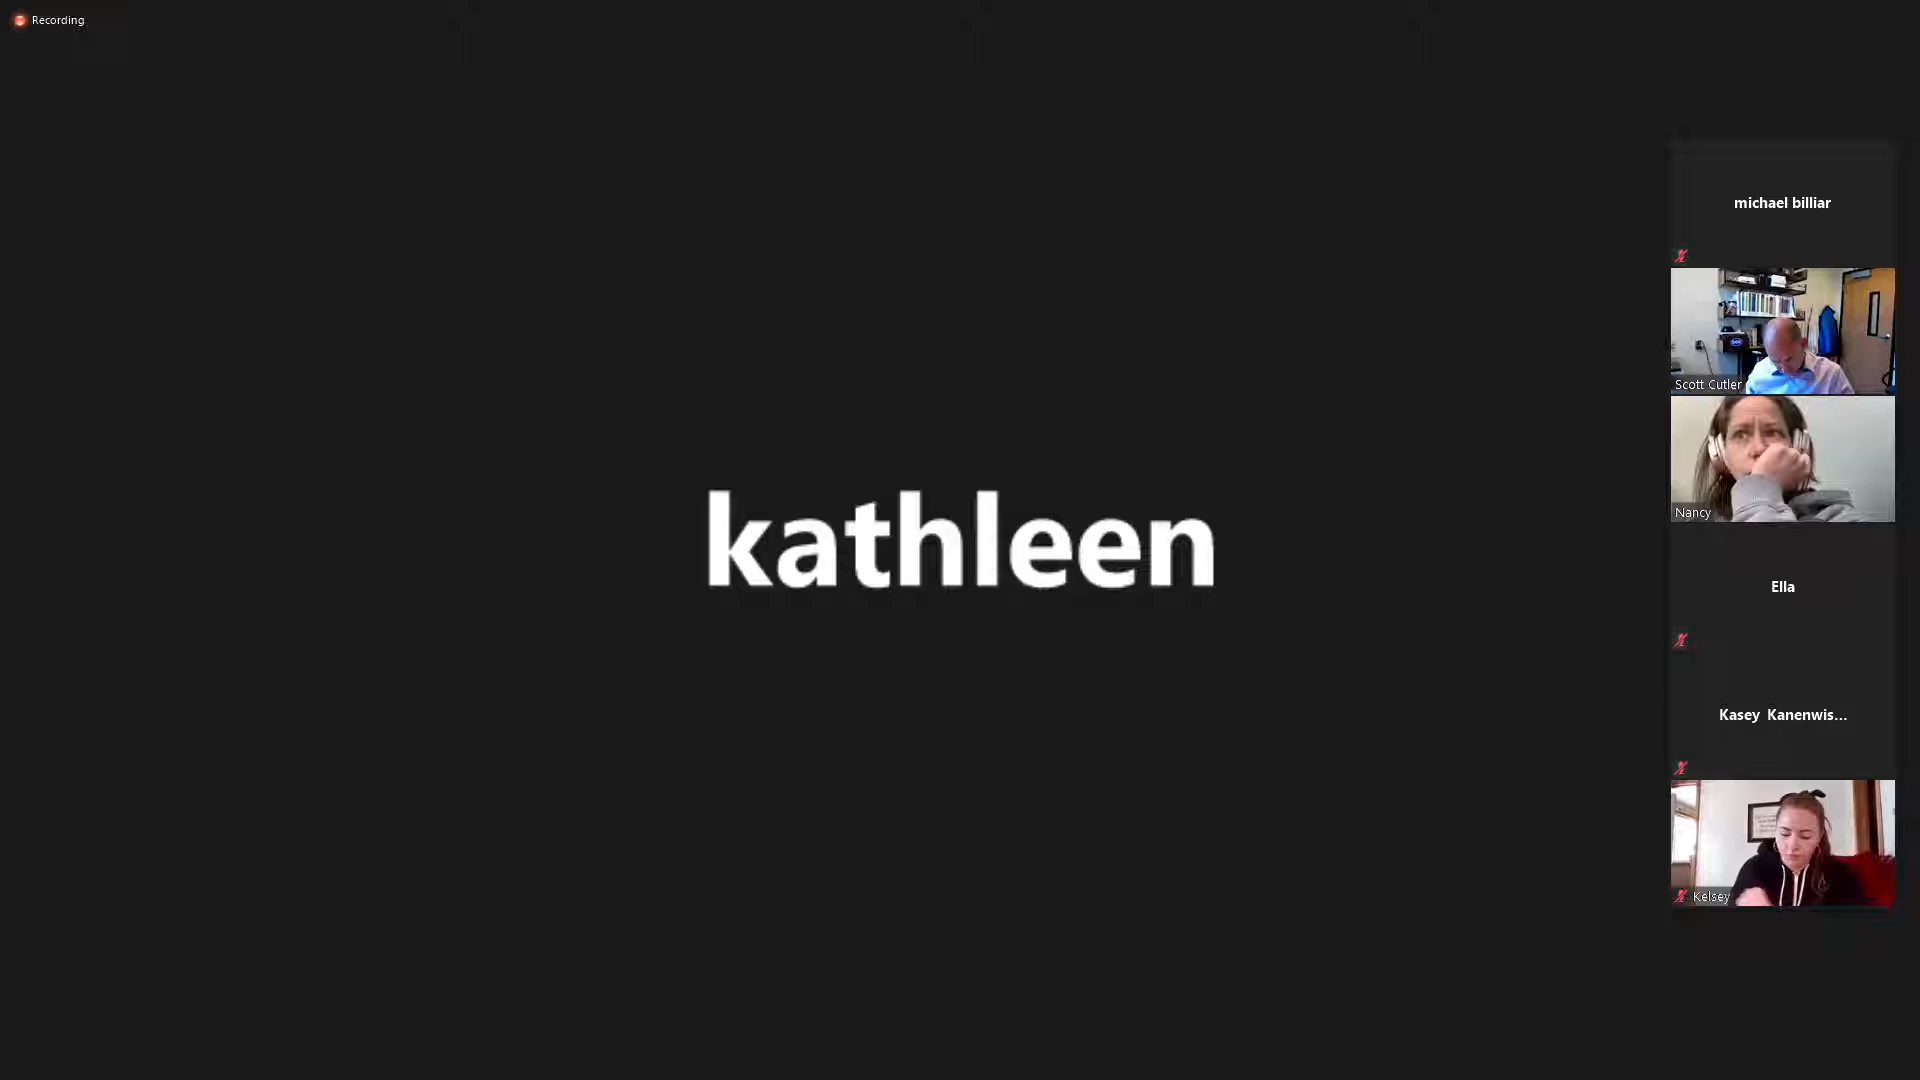 Recording
michael billiar
Scott Cutler
Nancy
kathleen
Ella
Kasey Kanenwis...
Kelsey